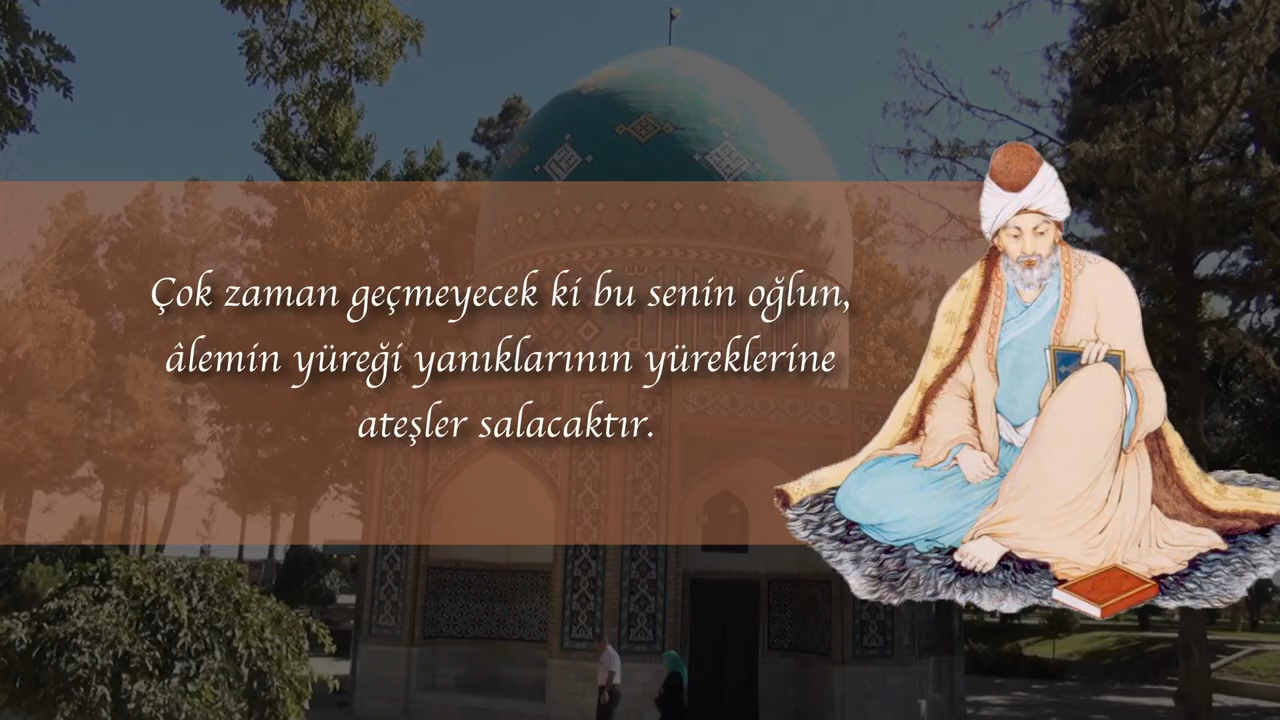 Çok zaman geçmeyecek ki bu senin oğlun,
âlemin yüreği yanıklarının yüreklerine
ateşler salacaktır.